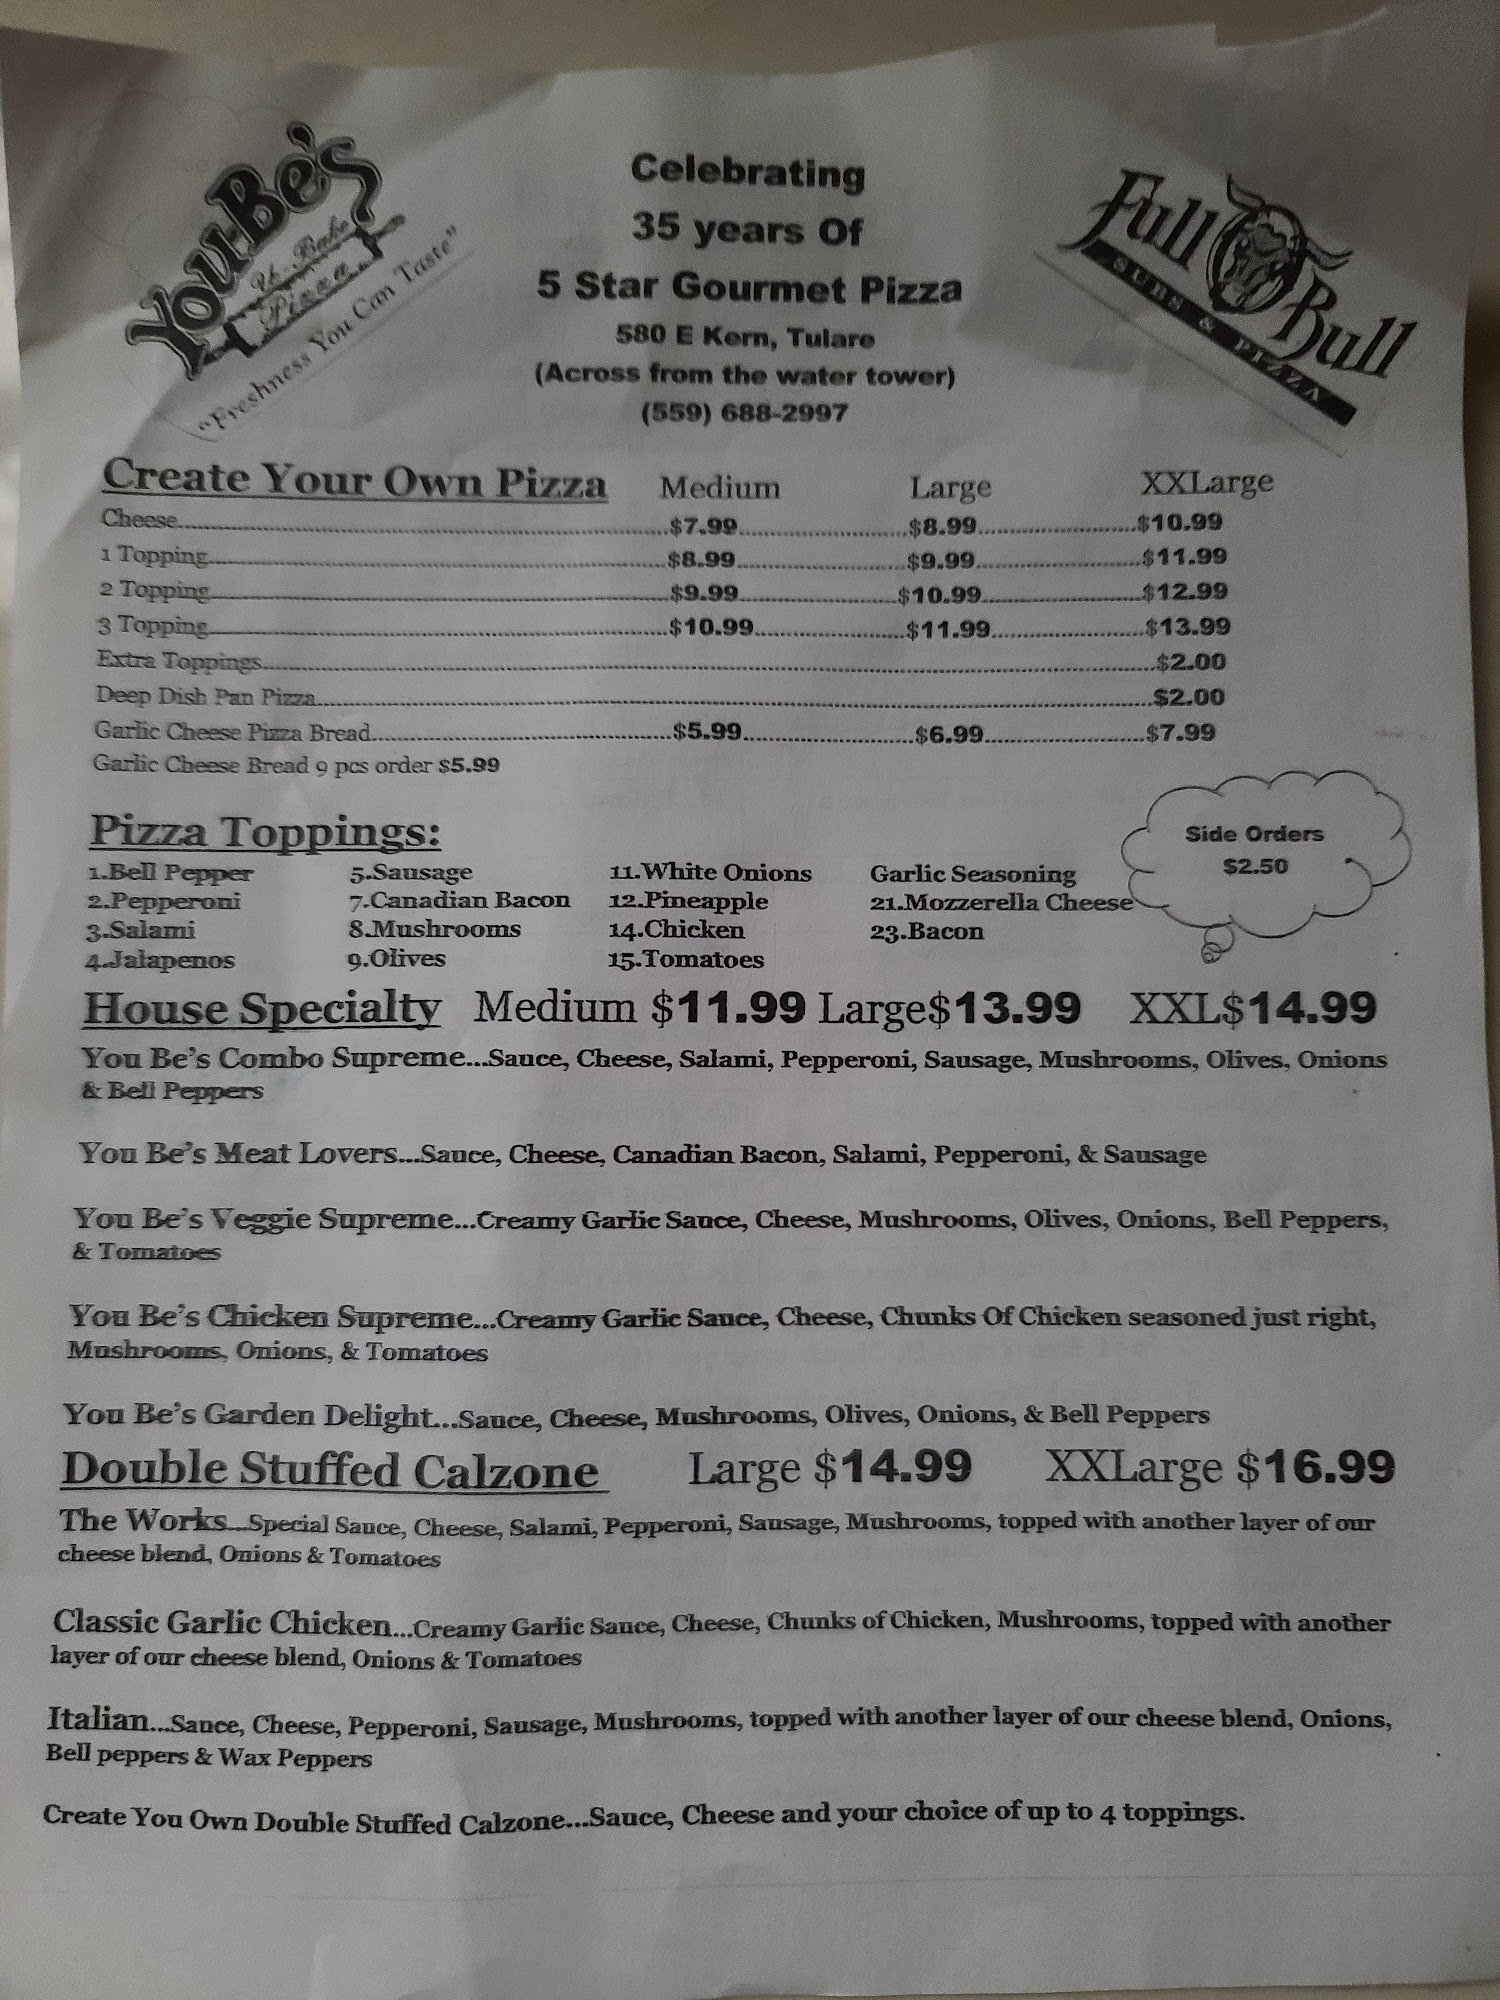 YouBe's
U-Bake
Pizza
"Freshness You Can Taste"
Celebrating
35 years Of
5 Star Gourmet Pizza
580 E Kern, Tulare
(Across from the water tower)
(559) 688-2997
Full Bull
SUBS & PIZZA
Create Your Own Pizza Medium Large XXLarge
Cheese $7.99 $8.99 $10.99
1 Topping $8.99 $9.99 $11.99
2 Topping $9.99 $10.99 $12.99
3 Topping $10.99 $11.99 $13.99
Extra Toppings $2.00
Deep Dish Pan Pizza $2.00
Garlic Cheese Pizza Bread $5.99 $6.99 $7.99
Garlic Cheese Bread 9 pcs order $5.99
Side Orders
$2.50
Pizza Toppings:
1.Bell Pepper 5.Sausage 11.White Onions Garlic Seasoning
2.Pepperoni 7.Canadian Bacon 12.Pineapple 21.Mozzerella Cheese
3.Salami 8.Mushrooms 14.Chicken 23.Bacon
4.Jalapenos 9.Olives 15.Tomatoes
House Specialty Medium $11.99 Large$13.99 XXL$14.99
You Be's Combo Supreme...Sauce, Cheese, Salami, Pepperoni, Sausage, Mushrooms, Olives, Onions
& Bell Peppers
You Be's Meat Lovers...Sauce, Cheese, Canadian Bacon, Salami, Pepperoni, & Sausage
You Be's Veggie Supreme...Creamy Garlic Sauce, Cheese, Mushrooms, Olives, Onions, Bell Peppers,
& Tomatoes
You Be's Chicken Supreme...Creamy Garlic Sauce, Cheese, Chunks Of Chicken seasoned just right,
Mushrooms, Onions, & Tomatoes
You Be's Garden Delight...Sauce, Cheese, Mushrooms, Olives, Onions, & Bell Peppers
Double Stuffed Calzone Large $14.99 XXLarge $16.99
The Works...Special Sauce, Cheese, Salami, Pepperoni, Sausage, Mushrooms, topped with another layer of our
cheese blend, Onions & Tomatoes
Classic Garlic Chicken...Creamy Garlic Sauce, Cheese, Chunks of Chicken, Mushrooms, topped with another
layer of our cheese blend, Onions & Tomatoes
Italian...Sauce, Cheese, Pepperoni, Sausage, Mushrooms, topped with another layer of our cheese blend, Onions,
Bell peppers & Wax Peppers
Create You Own Double Stuffed Calzone...Sauce, Cheese and your choice of up to 4 toppings.